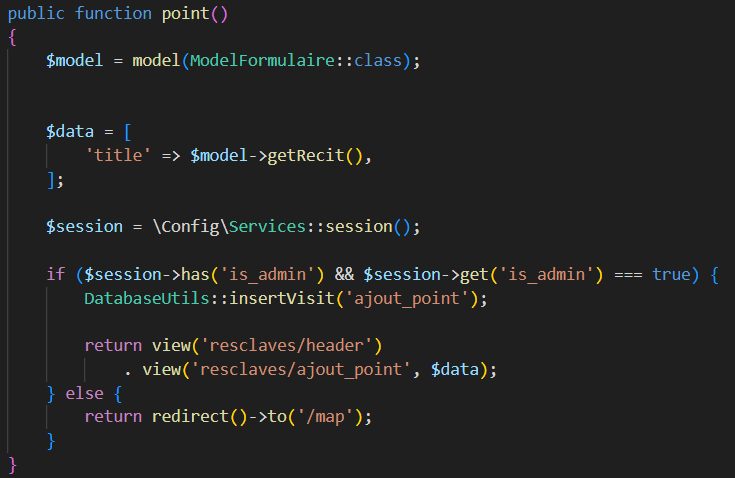 public function point()
{
$model = model(ModelFormulaire::class);
$data = [
'title' => $model->getRecit(),
];
$session = \Config\Services::session();
if ($session->has('is_admin') && $session->get('is_admin') === true) {
DatabaseUtils::insertVisit('ajout_point');
return view('resclaves/header')
. view('resclaves/ajout_point', $data);
} else {
return redirect()->to('/map');
}
}